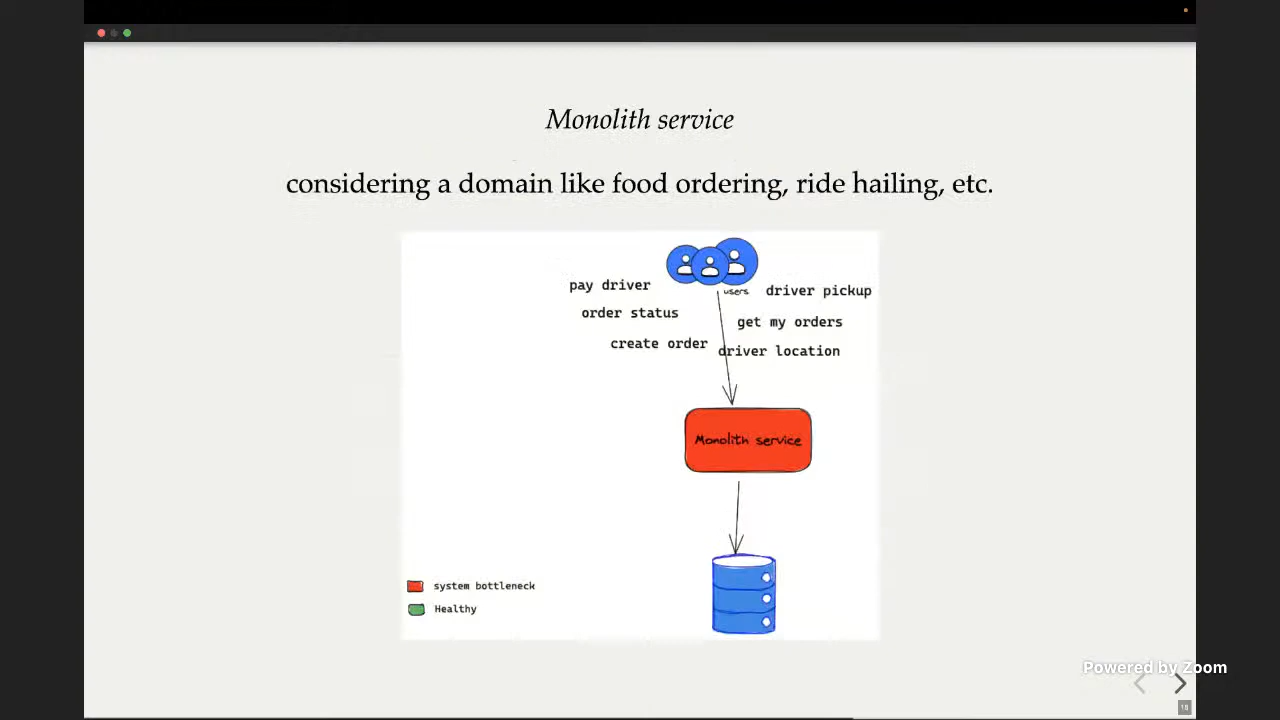 Monolith service
considering a domain like food ordering, ride hailing, etc.
users
pay driver
driver pickup
order status
get my orders
create order
driver location
Monolith service
system bottleneck
Healthy
Powered by Zoom
18